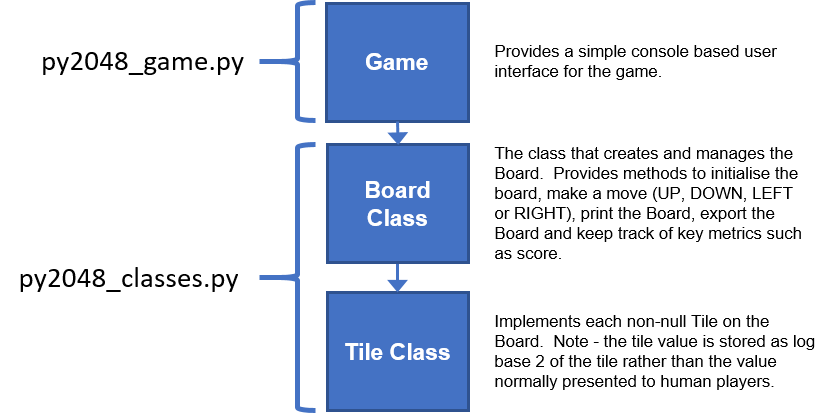 py2048_game.py
Game
Provides a simple console based user
interface for the game.
Board
Class
The class that creates and manages the
Board.  Provides methods to initialise the
board, make a move (UP, DOWN, LEFT
or RIGHT), print the Board, export the
Board and keep track of key metrics such
as score.
py2048_classes.py
Tile Class
Implements each non-null Tile on the
Board.  Note - the tile value is stored as log
base 2 of the tile rather than the value
normally presented to human players.